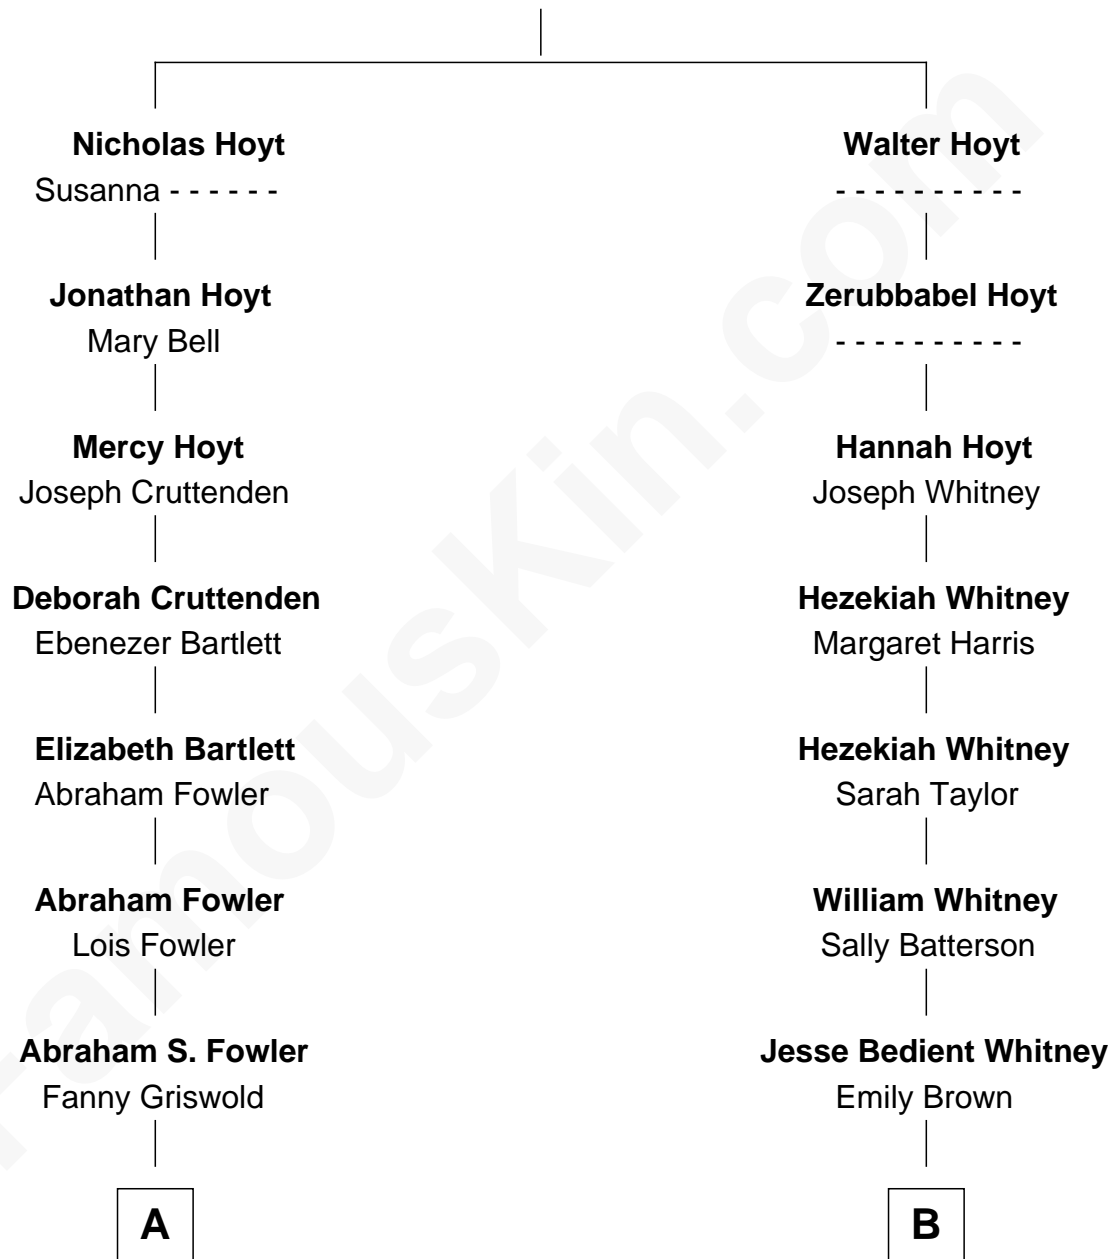 Nicholas Hoyt
Susanna - - - - - -
Jonathan Hoyt
Mary Bell
Mercy Hoyt
Joseph Cruttenden
Deborah Cruttenden
Ebenezer Bartlett
Elizabeth Bartlett
Abraham Fowler
Abraham Fowler
Lois Fowler
Abraham S. Fowler
Fanny Griswold
A
Walter Hoyt
- - - - - - - - - -
Zerubbabel Hoyt
- - - - - - - - - -
Hannah Hoyt
Joseph Whitney
Hezekiah Whitney
Margaret Harris
Hezekiah Whitney
Sarah Taylor
William Whitney
Sally Batterson
Jesse Bedient Whitney
Emily Brown
B
FamousKin.com